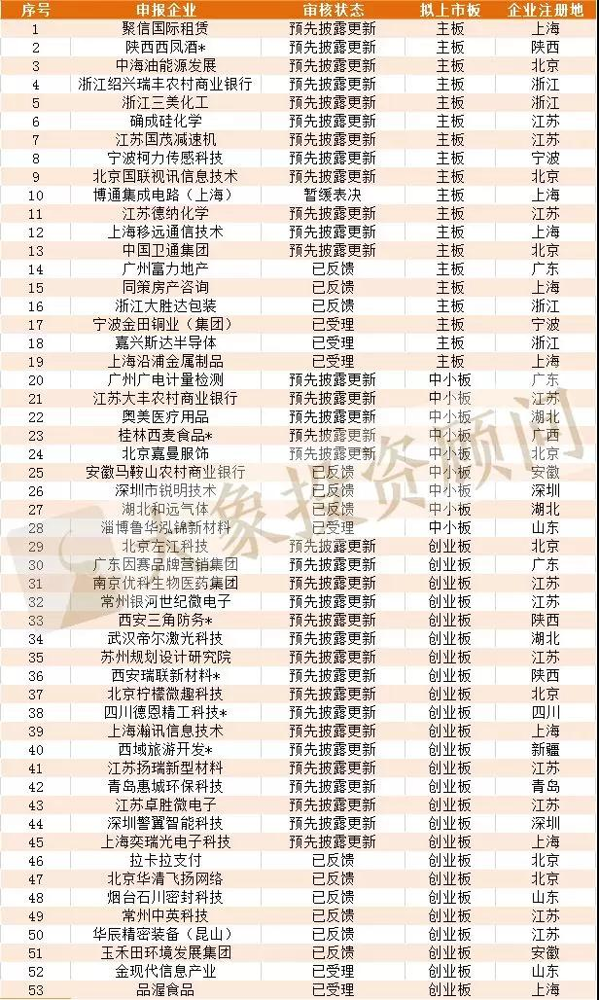 序号 申报企业 审核状态 拟上市板 企业注册地
1 聚信国际租赁 预先披露更新 主板 上海
2 陕西西凤酒* 预先披露更新 主板 陕西
3 中海油能源发展 预先披露更新 主板 北京
4 浙江绍兴瑞丰农村商业银行 预先披露更新 主板 浙江
5 浙江三美化工 预先披露更新 主板 浙江
6 确成硅化学 预先披露更新 主板 江苏
7 江苏国茂减速机 预先披露更新 主板 江苏
8 宁波柯力传感科技 预先披露更新 主板 宁波
9 北京国联视讯信息技术 预先披露更新 主板 北京
10 博通集成电路（上海） 暂缓表决 主板 上海
11 江苏德纳化学 预先披露更新 主板 江苏
12 上海移远通信技术 预先披露更新 主板 上海
13 中国卫通集团 预先披露更新 主板 北京
14 广州富力地产 已反馈 主板 广东
15 同策房产咨询 已反馈 主板 上海
16 浙江大胜达包装 已反馈 主板 浙江
17 宁波金田铜业（集团） 已受理 主板 宁波
18 嘉兴斯达半导体 已受理 主板 浙江
19 上海沿浦金属制品 已受理 主板 上海
20 广州广电计量检测 预先披露更新 中小板 广东
21 江苏大丰农村商业银行 预先披露更新 中小板 江苏
22 奥美医疗用品 预先披露更新 中小板 湖北
23 桂林西麦食品* 预先披露更新 中小板 广西
24 北京嘉曼服饰 预先披露更新 中小板 北京
25 安徽马鞍山农村商业银行 已反馈 中小板 安徽
26 深圳市锐明技术 已反馈 中小板 深圳
27 湖北和远气体 已反馈 中小板 湖北
28 淄博鲁华泓锦新材料 已受理 中小板 山东
29 北京左江科技 预先披露更新 创业板 北京
30 广东因赛品牌营销集团 预先披露更新 创业板 广东
31 南京优科生物医药集团 预先披露更新 创业板 江苏
32 常州银河世纪微电子 预先披露更新 创业板 江苏
33 西安三角防务* 预先披露更新 创业板 陕西
34 武汉帝尔激光科技 预先披露更新 创业板 湖北
35 苏州规划设计研究院 预先披露更新 创业板 江苏
36 西安瑞联新材料* 预先披露更新 创业板 陕西
37 北京柠檬微趣科技 预先披露更新 创业板 北京
38 四川德恩精工科技* 预先披露更新 创业板 四川
39 上海瀚讯信息技术 预先披露更新 创业板 上海
40 西域旅游开发* 预先披露更新 创业板 新疆
41 江苏扬瑞新型材料 预先披露更新 创业板 江苏
42 青岛惠城环保科技 预先披露更新 创业板 青岛
43 江苏卓胜微电子 预先披露更新 创业板 江苏
44 深圳警翼智能科技 预先披露更新 创业板 深圳
45 上海奕瑞光电子科技 预先披露更新 创业板 上海
46 拉卡拉支付 已反馈 创业板 北京
47 北京华清飞扬网络 已反馈 创业板 北京
48 烟台石川密封科技 已反馈 创业板 山东
49 常州中英科技 已反馈 创业板 江苏
50 华辰精密装备（昆山） 已反馈 创业板 江苏
51 玉禾田环境发展集团 已反馈 创业板 安徽
52 金现代信息产业 已受理 创业板 山东
53 品渥食品 已受理 创业板 上海
大象投资顾问